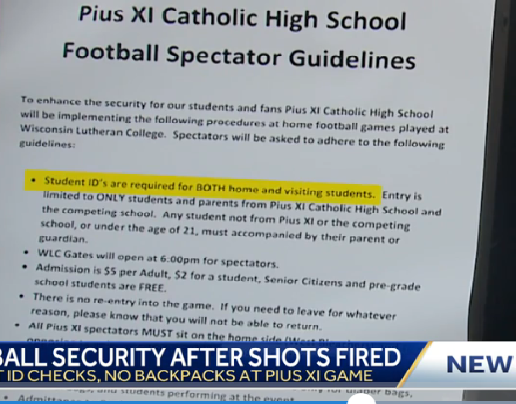 Pius XI Catholic High School
Football Spectator Guidelines
To enhance the security for our students and fans Pius XI Catholic High School
will be implementing the following procedures at home football games played at
Wisconsin Lutheran College. Spectators will be asked to adhere to the following
guidelines:
• Student ID's are required for BOTH home and visiting students. Entry is
limited to ONLY students and parents from Pius XI Catholic High School and
the competing school. Any student not from Pius XI or the competing
school, or under the age of 21, must accompanied by their parent or
guardian.
• WLC Gates will open at 6:00pm for spectators.
• Admission is $5 per Adult, $2 for a student, Senior Citizens and pre-grade
school students are FREE.
• There is no re-entry into the game. If you need to leave for whatever
reason, please know that you will not be able to return.
• All Pius XI spectators MUST sit on the home side
BALL SECURITY AFTER SHOTS FIRED
T ID CHECKS, NO BACKPACKS AT PIUS XI GAME
NEW
students performing at the event
bags,